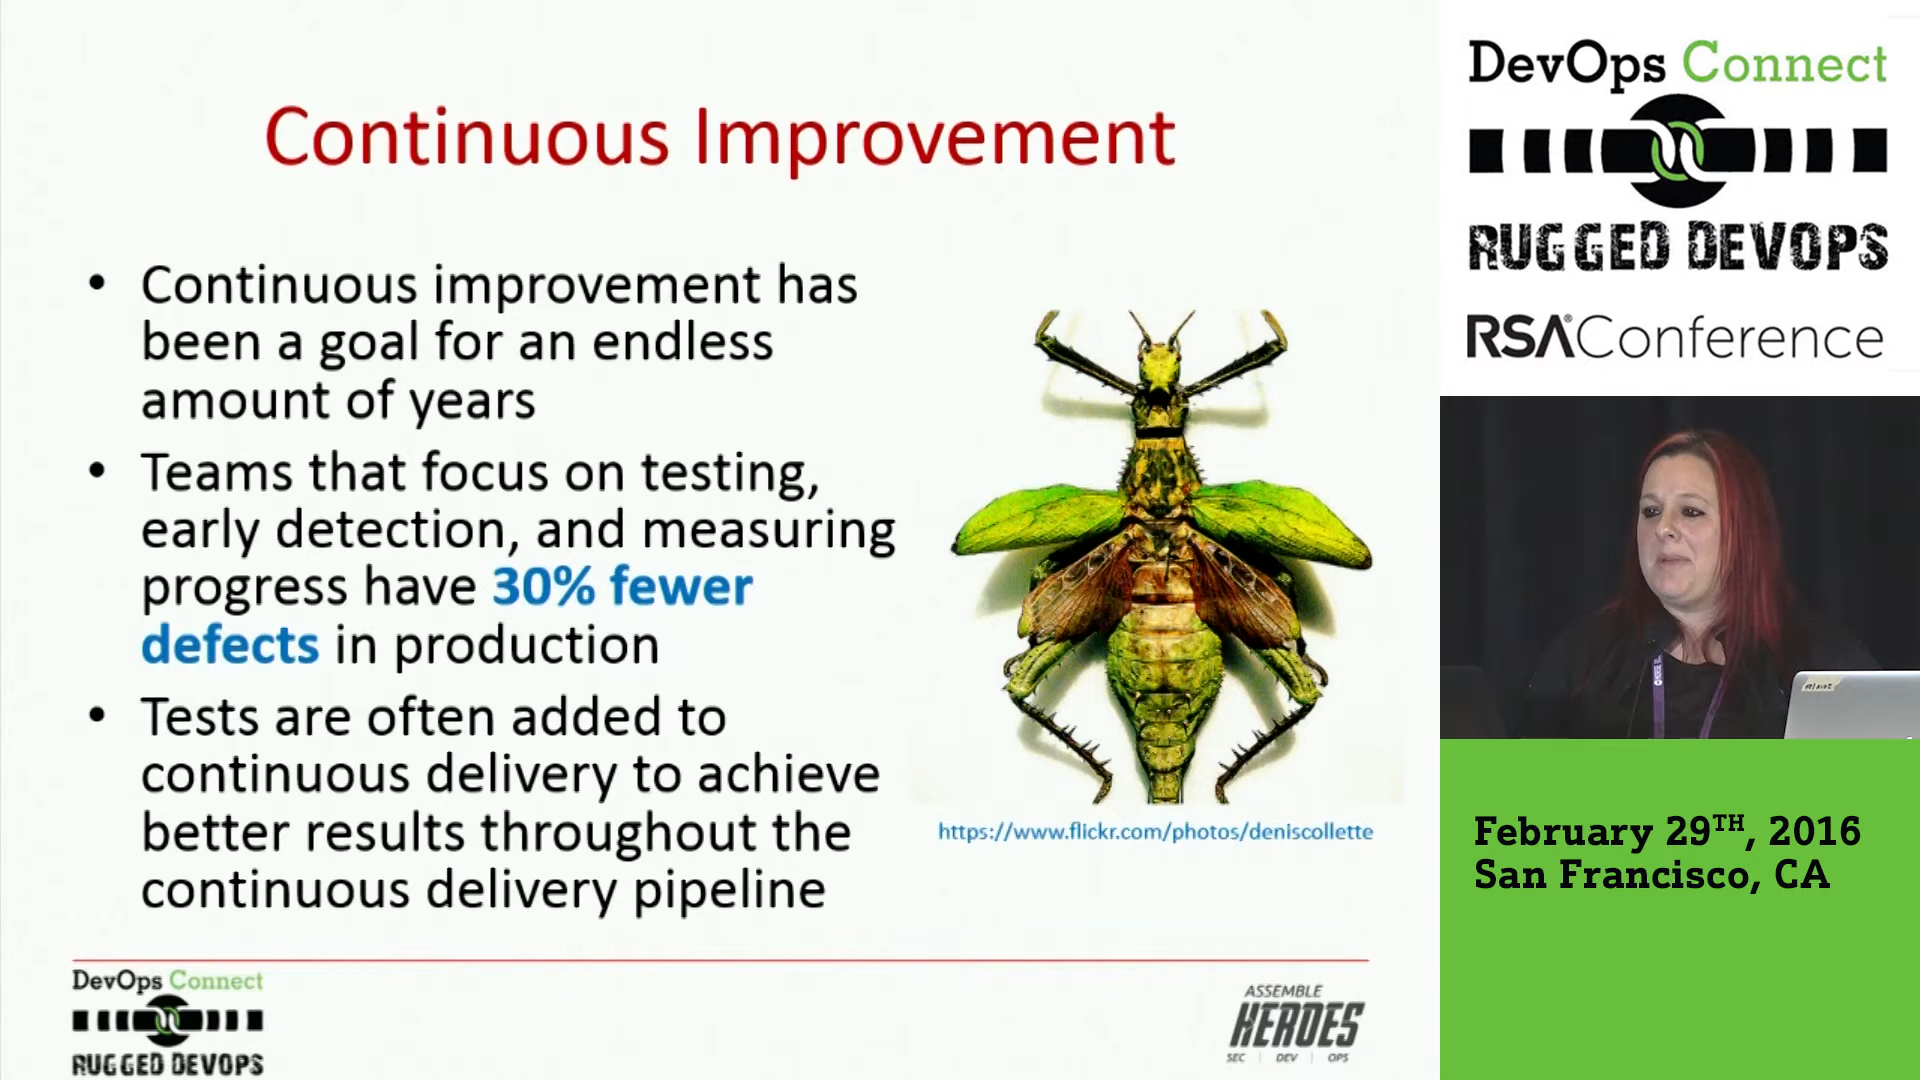 Continuous Improvement
• Continuous improvement has
been a goal for an endless
amount of years
• Teams that focus on testing,
early detection, and measuring
progress have 30% fewer
defects in production
• Tests are often added to
continuous delivery to achieve
better results throughout the
continuous delivery pipeline
https://www.flickr.com/photos/deniscollette
DevOps Connect
RUGGED DEVOPS
ASSEMBLE
HEROES
SEC | DEV | OPS
DevOps Connect
RUGGED DEVOPS
RSA®Conference
February 29TH, 2016
San Francisco, CA